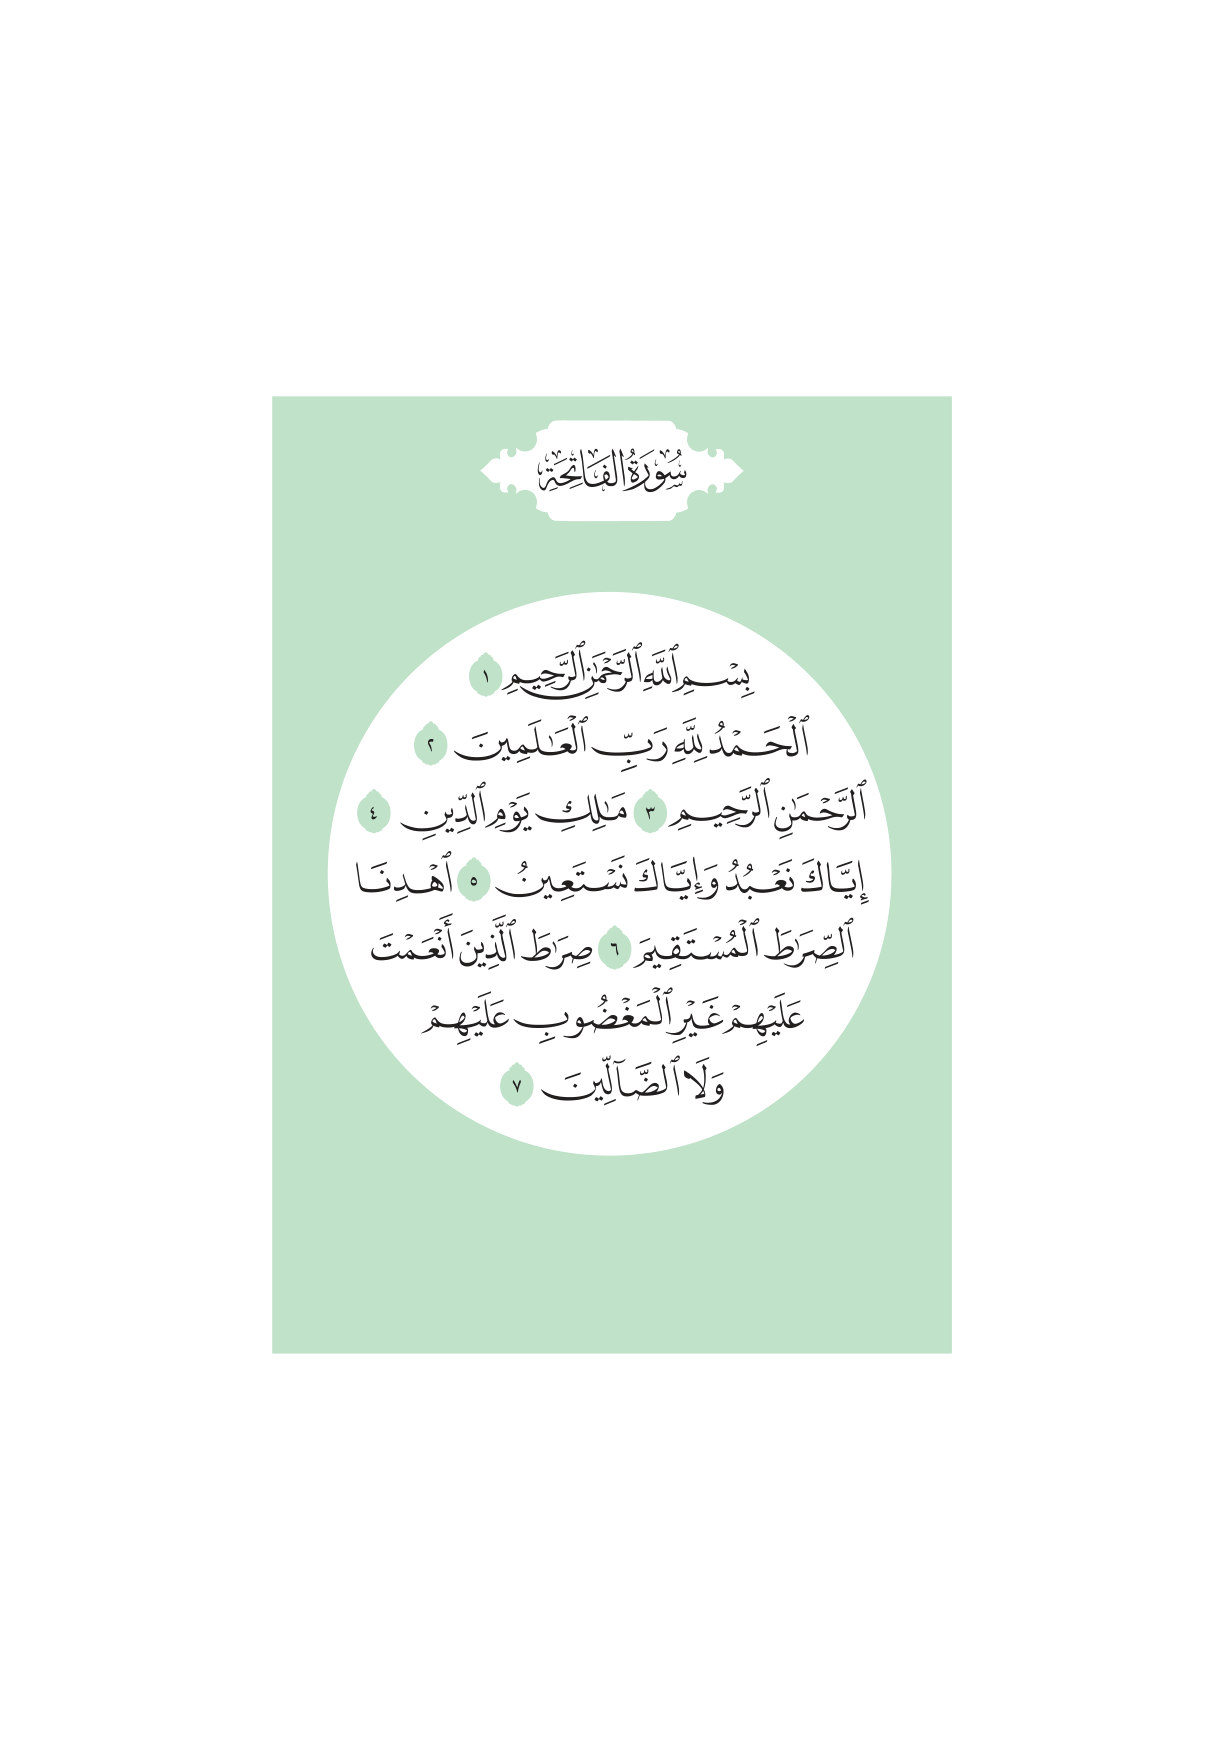 سُورَةُ الفَاتِحَةِ
بِسْمِ ٱللَّهِ ٱلرَّحْمَٰنِ ٱلرَّحِيمِ ١
ٱلْحَمْدُ لِلَّهِ رَبِّ ٱلْعَٰلَمِينَ ٢
ٱلرَّحْمَٰنِ ٱلرَّحِيمِ ٣ مَٰلِكِ يَوْمِ ٱلدِّينِ ٤
إِيَّاكَ نَعْبُدُ وَإِيَّاكَ نَسْتَعِينُ ٥ ٱهْدِنَا
ٱلصِّرَٰطَ ٱلْمُسْتَقِيمَ ٦ صِرَٰطَ ٱلَّذِينَ أَنْعَمْتَ
عَلَيْهِمْ غَيْرِ ٱلْمَغْضُوبِ عَلَيْهِمْ
وَلَا ٱلضَّآلِّينَ ٧